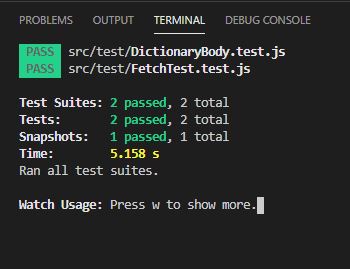 PROBLEMS OUTPUT TERMINAL DEBUG CONSOLE
PASS src/test/DictionaryBody.test.js
PASS src/test/FetchTest.test.js
Test Suites: 2 passed, 2 total
Tests: 2 passed, 2 total
Snapshots: 1 passed, 1 total
Time: 5.158 s
Ran all test suites.
Watch Usage: Press w to show more.